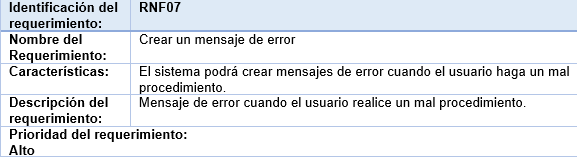 Identificación del RNF07
requerimiento:
Nombre del Crear un mensaje de error
Requerimiento:
Características: El sistema podrá crear mensajes de error cuando el usuario haga un mal
procedimiento.
Descripción del Mensaje de error cuando el usuario realice un mal procedimiento.
requerimiento:
Prioridad del requerimiento:
Alto